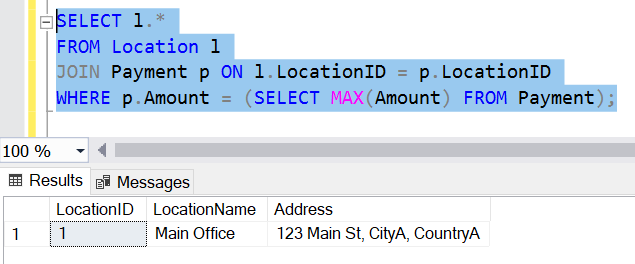 SELECT l.*
FROM Location l
JOIN Payment p ON l.LocationID = p.LocationID
WHERE p.Amount = (SELECT MAX(Amount) FROM Payment);
100 %
Results Messages
LocationID LocationName Address
1 1 Main Office 123 Main St, CityA, CountryA